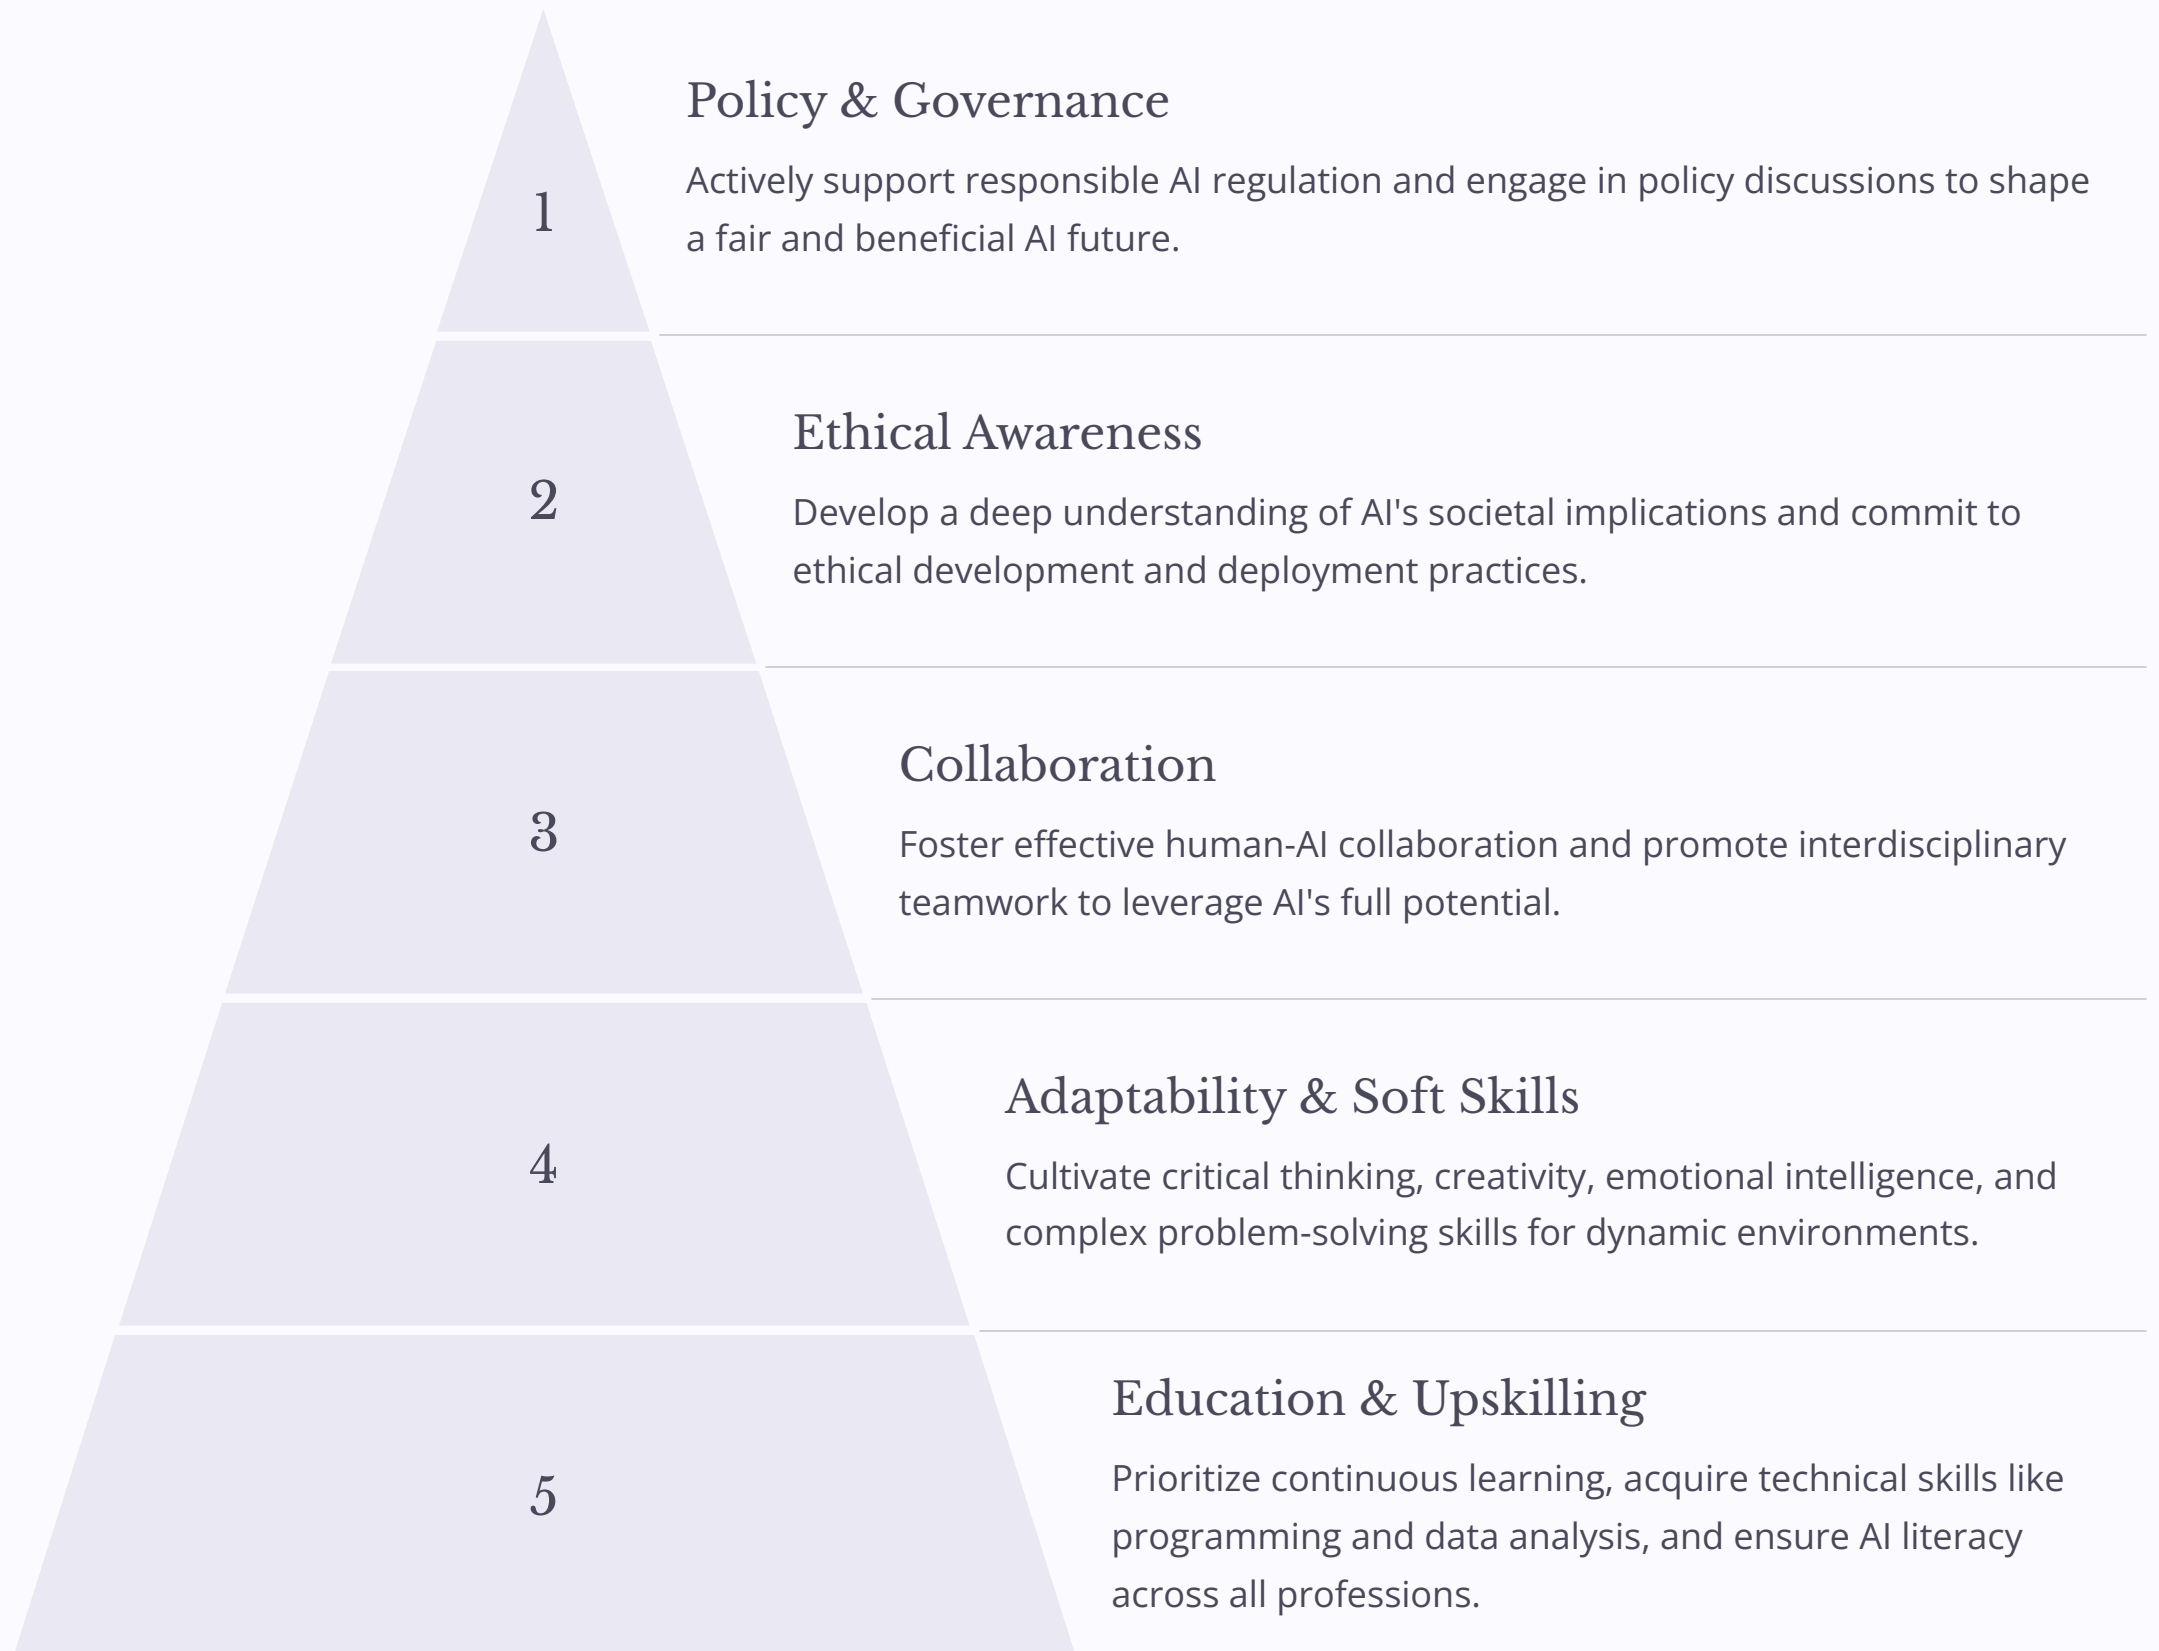 Policy & Governance
1
Actively support responsible AI regulation and engage in policy discussions to shape
a fair and beneficial AI future.
Ethical Awareness
2
Develop a deep understanding of AI's societal implications and commit to
ethical development and deployment practices.
Collaboration
3
Foster effective human-AI collaboration and promote interdisciplinary
teamwork to leverage AI's full potential.
Adaptability & Soft Skills
4
Cultivate critical thinking, creativity, emotional intelligence, and
complex problem-solving skills for dynamic environments.
Education & Upskilling
5
Prioritize continuous learning, acquire technical skills like
programming and data analysis, and ensure AI literacy
across all professions.